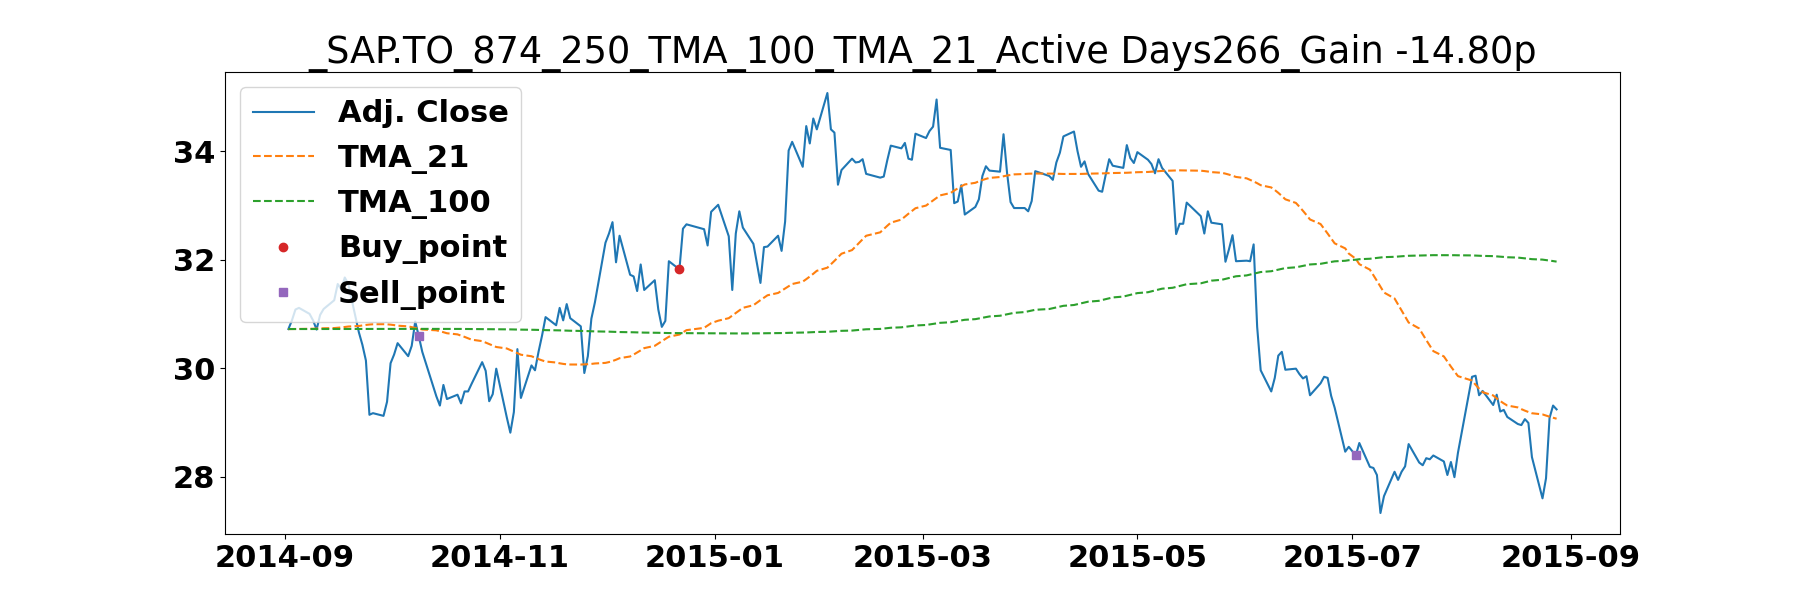 _SAP.TO_874_250_TMA_100_TMA_21_Active Days266_Gain -14.80p
Adj. Close
TMA_21
TMA_100
Buy_point
Sell_point
34
32
30
28
2014-09 2014-11 2015-01 2015-03 2015-05 2015-07 2015-09